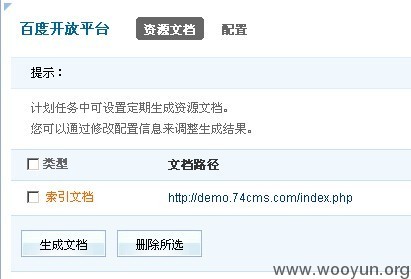 百度开放平台 资源文档 配置
提示：
计划任务中可设置定期生成资源文档。
您可以通过修改配置信息来调整生成结果。
类型 文档路径
索引文档 http://demo.74cms.com/index.php
生成文档 删除所选
www.wooyun.org